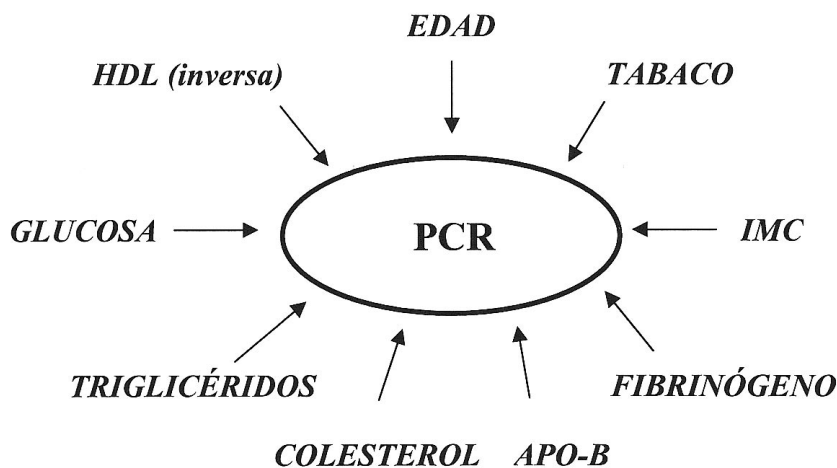 EDAD
HDL (inversa)
TABACO
GLUCOSA
PCR
IMC
TRIGLICÉRIDOS
FIBRINÓGENO
COLESTEROL
APO-B